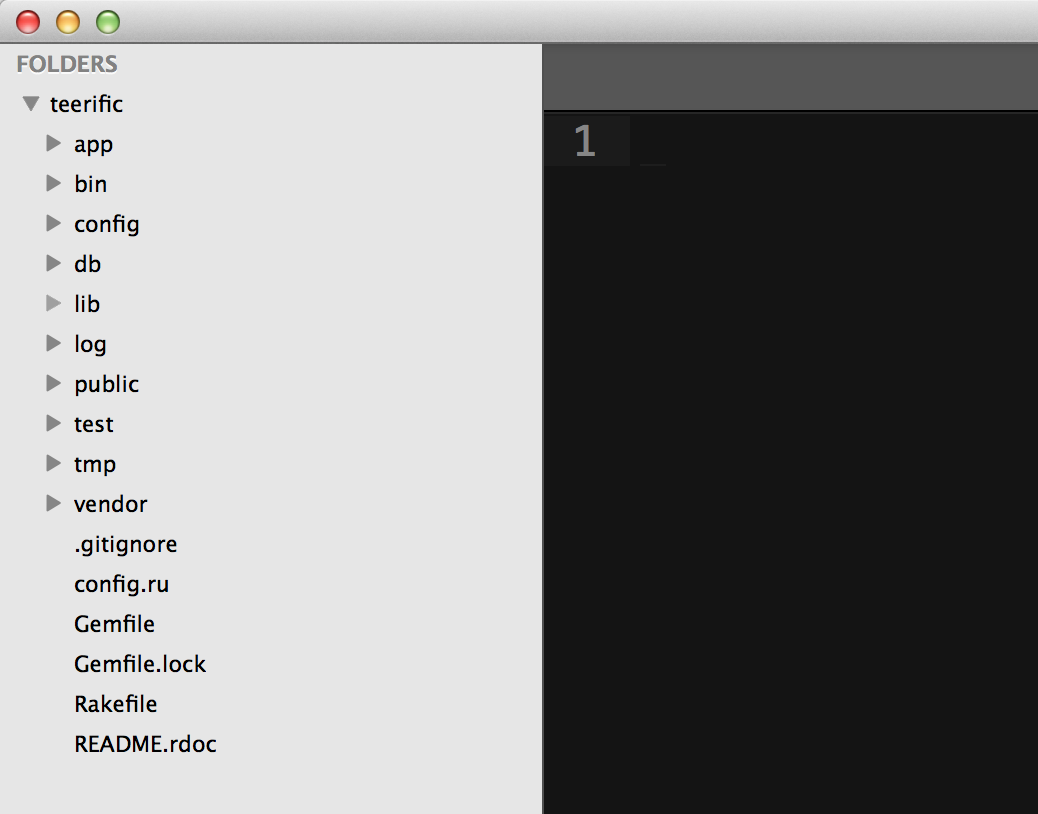 FOLDERS
teerific
app
bin
config
db
lib
log
public
test
tmp
vendor
.gitignore
config.ru
Gemfile
Gemfile.lock
Rakefile
README.rdoc
1